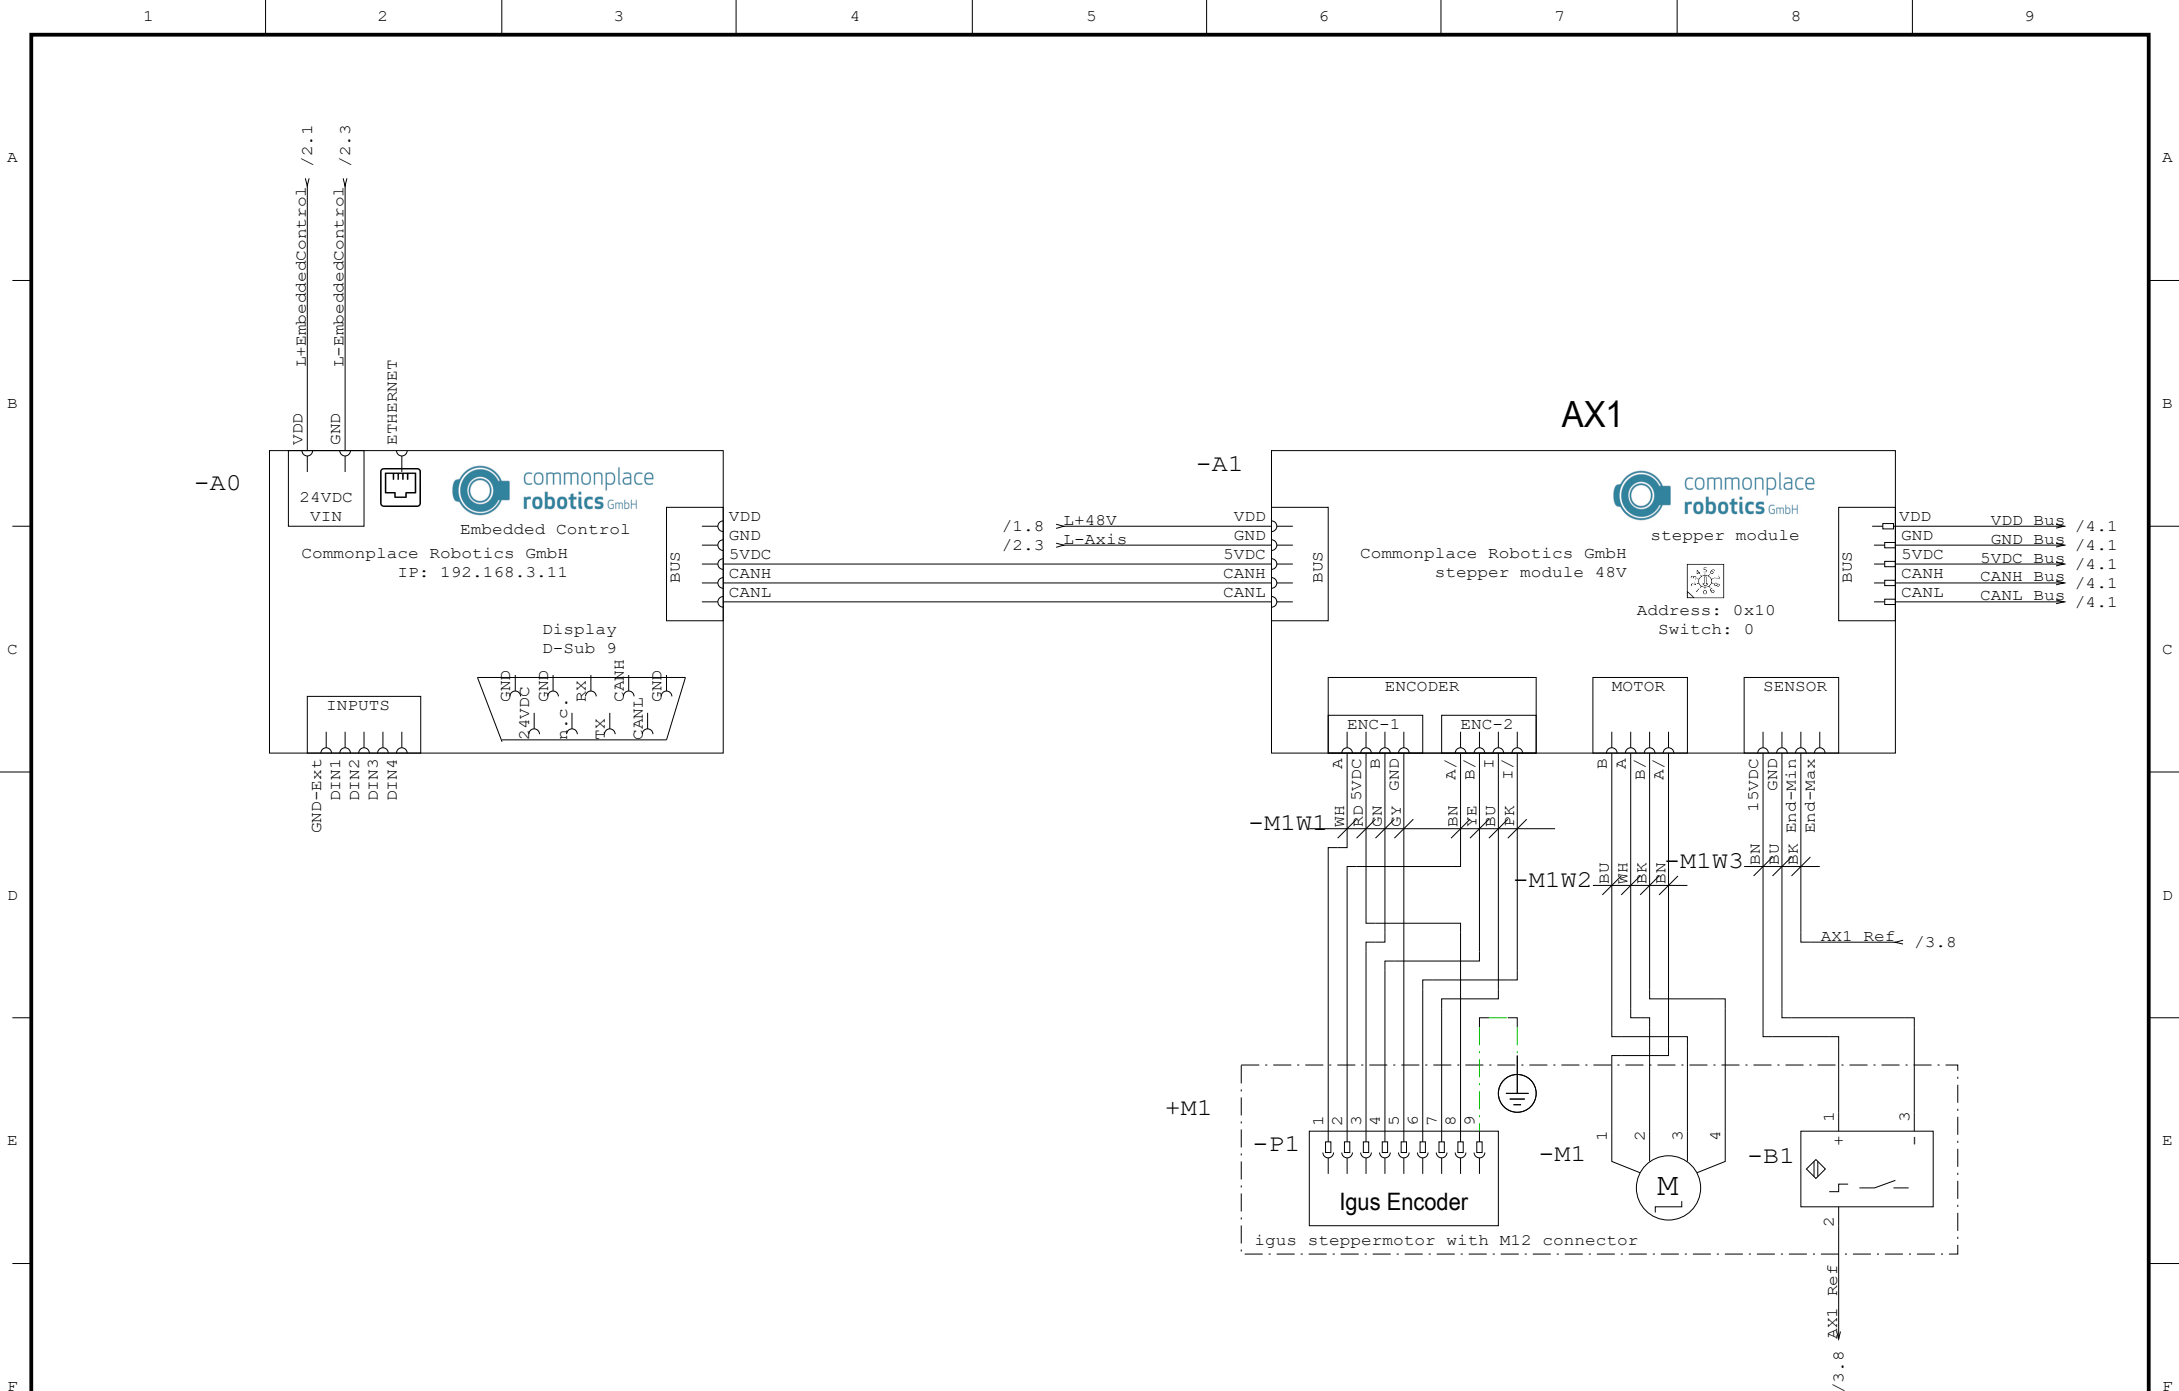 1 2 3 4 5 6 7 8 9
A A
/2.1 /2.3
L+EmbeddedControl L-EmbeddedControl
VDD GND ETHERNET
B B
AX1
-A0
24VDC
VIN
commonplace
robotics GmbH
Embedded Control
Commonplace Robotics GmbH
IP: 192.168.3.11
BUS
VDD
GND
5VDC
CANH
CANL
/1.8 L+48V
/2.3 L-Axis
-A1
VDD
GND
5VDC
CANH
CANL
BUS
commonplace
robotics GmbH
stepper module
Commonplace Robotics GmbH
stepper module 48V
Address: 0x10
Switch: 0
BUS
VDD VDD Bus /4.1
GND GND Bus /4.1
5VDC 5VDC Bus /4.1
CANH CANH Bus /4.1
CANL CANL Bus /4.1
C C
Display
D-Sub 9
GND GND RX CANH GND
24VDC n.c. TX CANL
INPUTS
GND-Ext DIN1 DIN2 DIN3 DIN4
ENCODER
ENC-1 ENC-2
MOTOR
SENSOR
A 5VDC B GND A/ B/ I I/
B A B/ A/
15VDC GND End-Min End-Max
-M1W1 WH RD GN GY BN YE BU PK
-M1W2 BU WH BK BN
-M1W3 BN BU BK
D D
AX1 Ref /3.8
+M1
-P1
1 2 3 4 5 6 7 8 9
Igus Encoder
-M1
1 2 3 4
M
-B1
1 3
+ -
2
E E
igus steppermotor with M12 connector
AX1 Ref
/3.8
F F